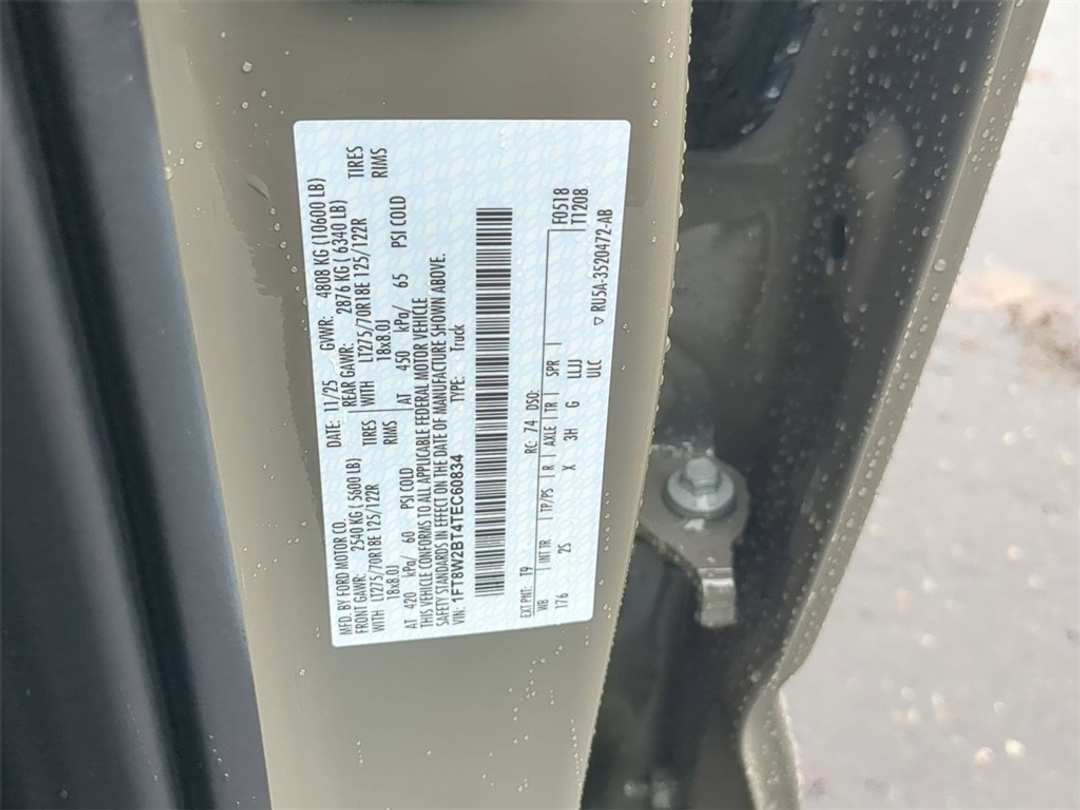 MFD. BY FORD MOTOR CO.
DATE: 11/25 GVWR: 4808 KG (10600 LB)
FRONT GAWR: 2540 KG ( 5600 LB)
REAR GAWR: 2876 KG ( 6340 LB)
WITH LT275/70R18E 125/122R TIRES
WITH LT275/70R18E 125/122R TIRES
18x8.0J RIMS
18x8.0J RIMS
AT 420 kPa/ 60 PSI COLD
AT 450 kPa/ 65 PSI COLD
THIS VEHICLE CONFORMS TO ALL APPLICABLE FEDERAL MOTOR VEHICLE
SAFETY STANDARDS IN EFFECT ON THE DATE OF MANUFACTURE SHOWN ABOVE.
VIN: 1FT8W2BT4TEC60834 TYPE: Truck
EXT PNT: T9 RC: 74 DSO: F0518
WB INT TR TP/PS R AXLE TR SPR T1208
176 2S X 3H G LLJJ
ULC ▽ RU5A-3520472-AB